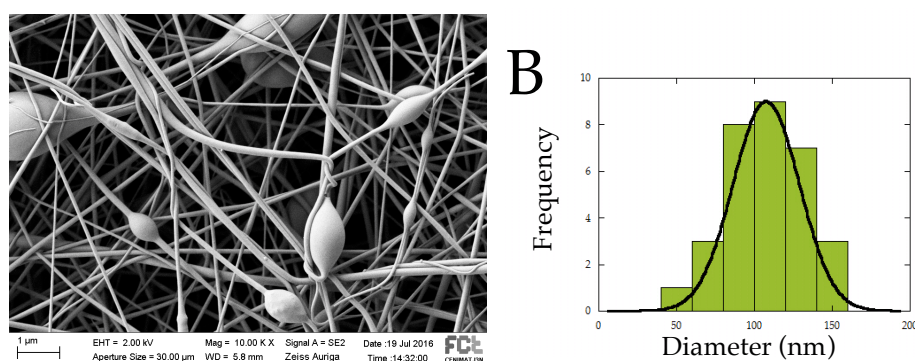 B
10
8
6
4
2
0
Frequency
0
50
100
150
200
Diameter (nm)
1 µm
EHT = 2.00 kV
Mag = 10.00 K X
Signal A = SE2
Date :19 Jul 2016
Aperture Size = 30.00 µm
WD = 5.8 mm
Zeiss Auriga
Time :14:32:00
FCt
CENIMAT/I3N